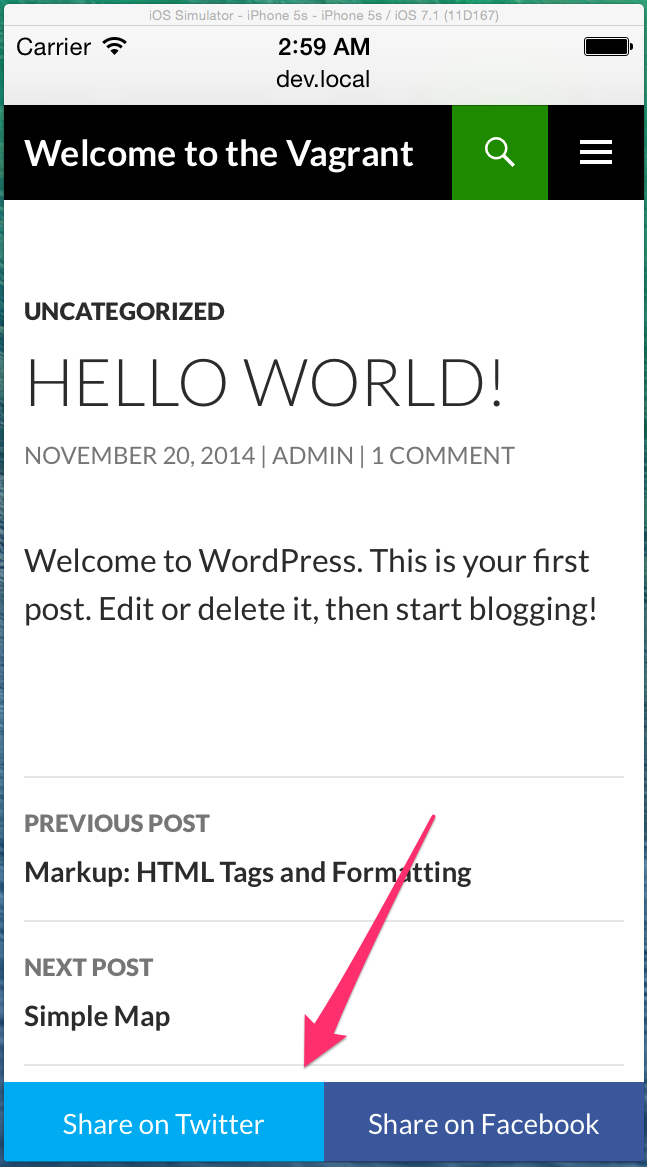 iOS Simulator - iPhone 5s - iPhone 5s / iOS 7.1 (11D167)
Carrier 2:59 AM
dev.local
Welcome to the Vagrant
UNCATEGORIZED
HELLO WORLD!
NOVEMBER 20, 2014 | ADMIN | 1 COMMENT
Welcome to WordPress. This is your first
post. Edit or delete it, then start blogging!
PREVIOUS POST
Markup: HTML Tags and Formatting
NEXT POST
Simple Map
Share on Twitter Share on Facebook